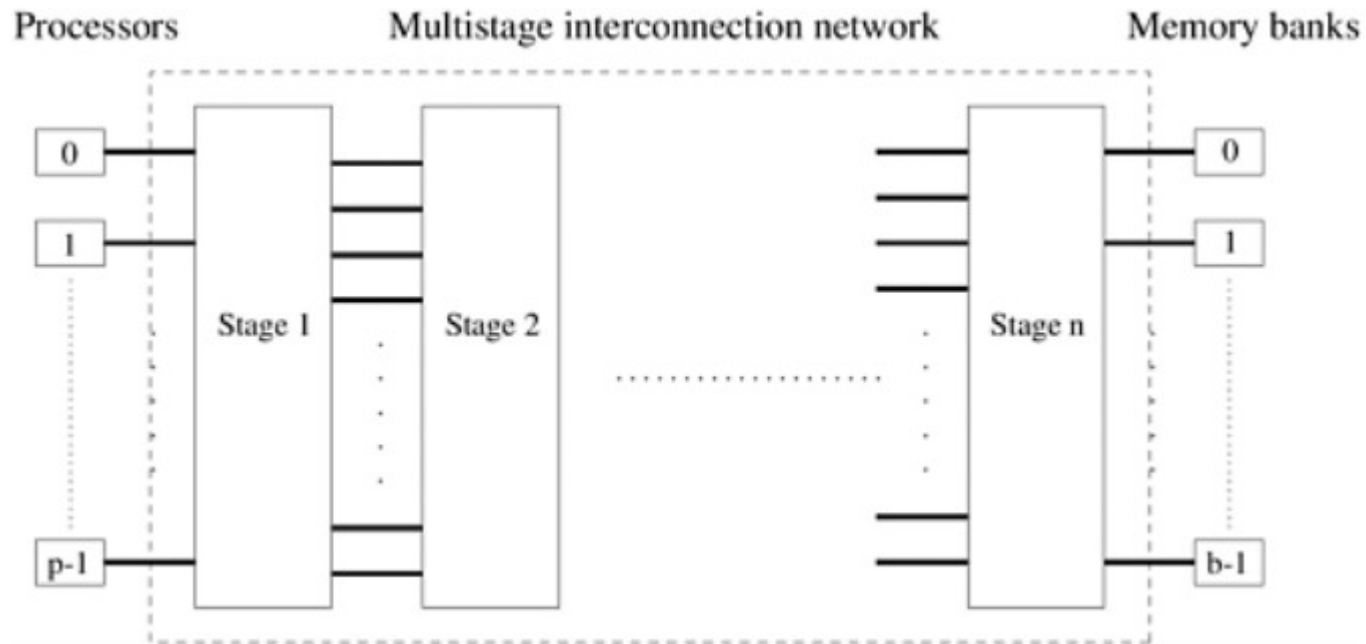 Processors Multistage interconnection network Memory banks
0 0
1 1
Stage 1 Stage 2 Stage n
p-1 b-1